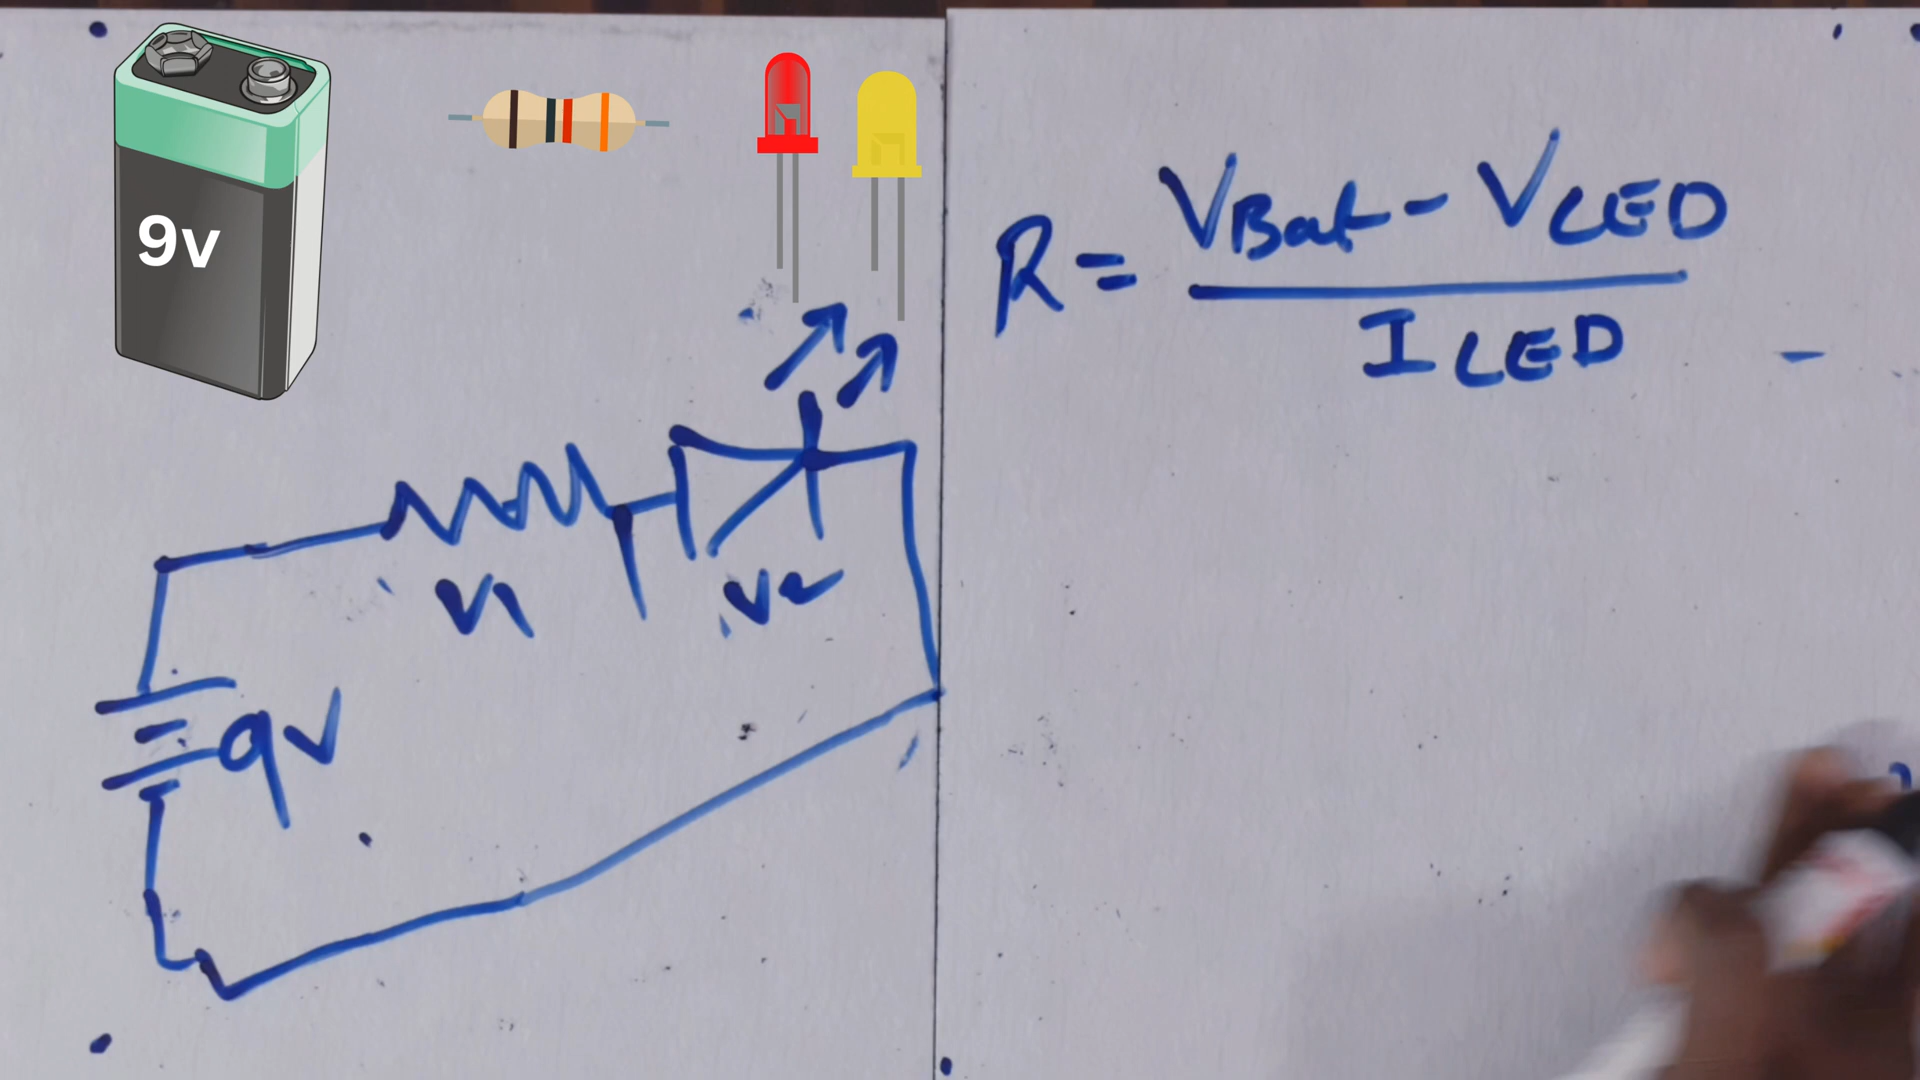 9v
V1
V2
9V
R = VBat - VLED
ILED